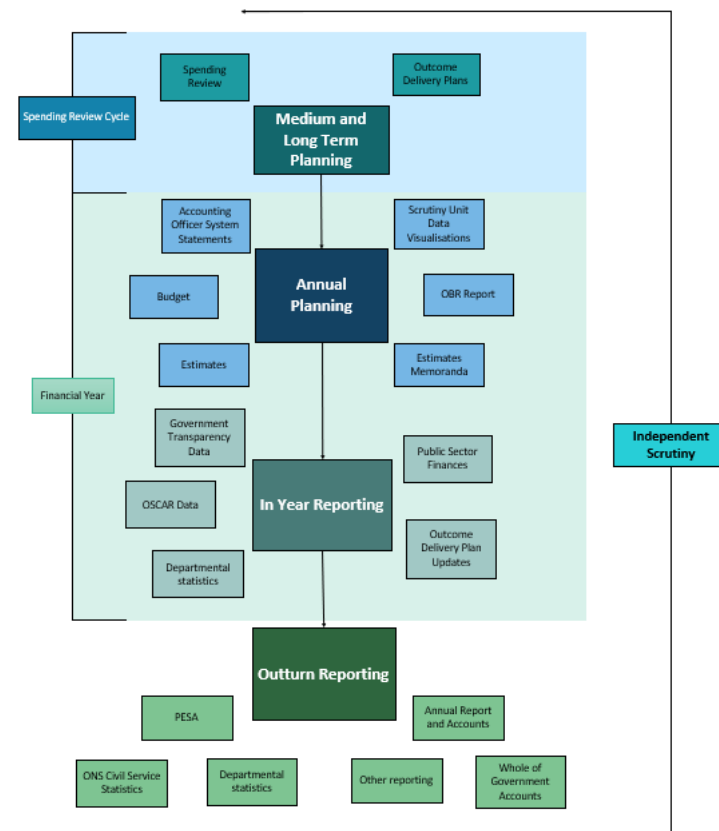 Spending
Review
Outcome
Delivery Plans
Spending Review Cycle
Medium and
Long Term
Planning
Accounting
Officer System
Statements
Scrutiny Unit
Data
Visualisations
Annual
Planning
Budget
OBR Report
Estimates
Estimates
Memoranda
Financial Year
Government
Transparency
Data
Public Sector
Finances
Independent
Scrutiny
In Year Reporting
OSCAR Data
Outcome
Delivery Plan
Updates
Departmental
statistics
Outturn Reporting
PESA
Annual Report
and Accounts
ONS Civil Service
Statistics
Departmental
statistics
Other reporting
Whole of
Government
Accounts